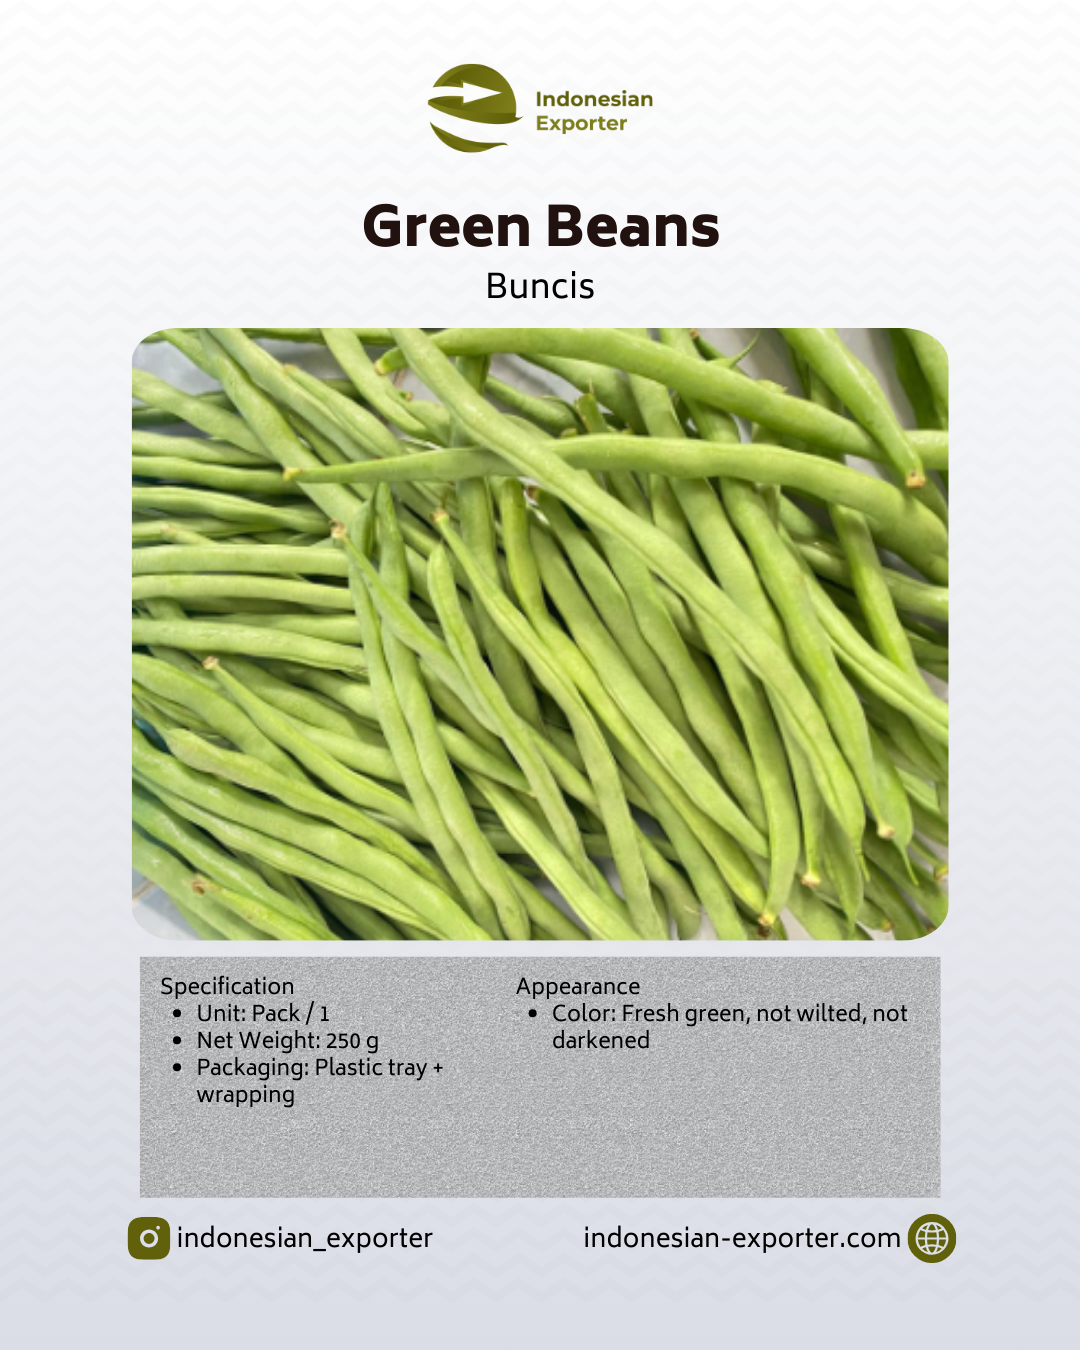 Indonesian
Exporter
Green Beans
Buncis
Specification
• Unit: Pack / 1
• Net Weight: 250 g
• Packaging: Plastic tray +
wrapping
Appearance
• Color: Fresh green, not wilted, not
darkened
indonesian_exporter
indonesian-exporter.com